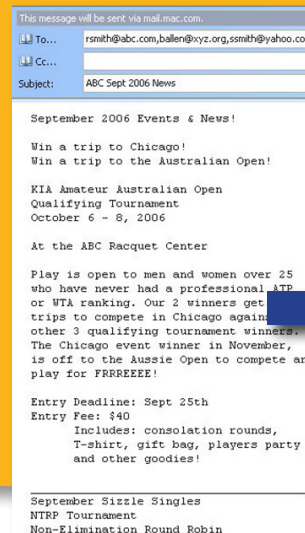 This message will be sent via mail.mac.com.
To... rsmith@abc.com,ballen@xyz.org,ssmith@yahoo.co
Cc...
Subject: ABC Sept 2006 News
September 2006 Events & News!
Win a trip to Chicago!
Win a trip to the Australian Open!
KIA Amateur Australian Open
Qualifying Tournament
October 6 - 8, 2006
At the ABC Racquet Center
Play is open to men and women over 25
who have never had a professional ATP
or WTA ranking. Our 2 winners get
trips to compete in Chicago again
other 3 qualifying tournament winners.
The Chicago event winner in November,
is off to the Aussie Open to compete an
play for FRRREEEE!
Entry Deadline: Sept 25th
Entry Fee: $40
Includes: consolation rounds,
T-shirt, gift bag, players party
and other goodies!
September Sizzle Singles
NTRP Tournament
Non-Elimination Round Robin